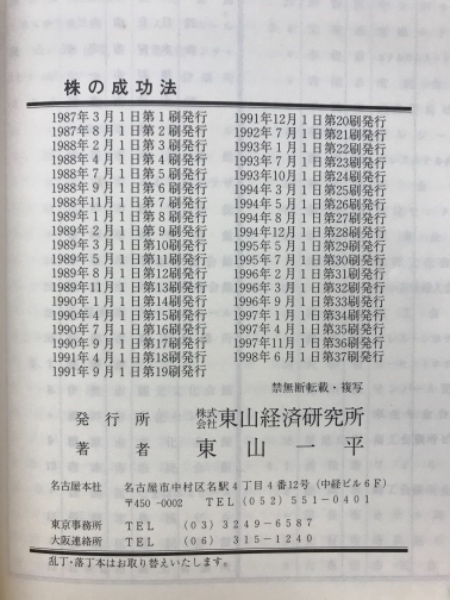 株の成功法
1987年3月1日第1刷発行
1987年8月1日第2刷発行
1988年2月1日第3刷発行
1988年4月1日第4刷発行
1988年7月1日第5刷発行
1988年9月1日第6刷発行
1988年11月1日第7刷発行
1989年1月1日第8刷発行
1989年2月1日第9刷発行
1989年3月1日第10刷発行
1989年5月1日第11刷発行
1989年8月1日第12刷発行
1989年11月1日第13刷発行
1990年1月1日第14刷発行
1990年4月1日第15刷発行
1990年7月1日第16刷発行
1990年9月1日第17刷発行
1991年4月1日第18刷発行
1991年9月1日第19刷発行
1991年12月1日第20刷発行
1992年7月1日第21刷発行
1993年1月1日第22刷発行
1993年7月1日第23刷発行
1993年10月1日第24刷発行
1994年3月1日第25刷発行
1994年5月1日第26刷発行
1994年8月1日第27刷発行
1994年12月1日第28刷発行
1995年5月1日第29刷発行
1995年7月1日第30刷発行
1996年2月1日第31刷発行
1996年3月1日第32刷発行
1996年9月1日第33刷発行
1997年1月1日第34刷発行
1997年4月1日第35刷発行
1997年11月1日第36刷発行
1998年6月1日第37刷発行
禁無断転載・複写
発行所 株式会社東山経済研究所
著者 東山一平
名古屋本社 名古屋市中村区名駅4丁目4番12号(中経ビル6F)
〒450-0002 TEL(052)551-0401
東京事務所 TEL (03)3249-6587
大阪連絡所 TEL (06) 315-1240
乱丁・落丁本はお取り替えいたします。